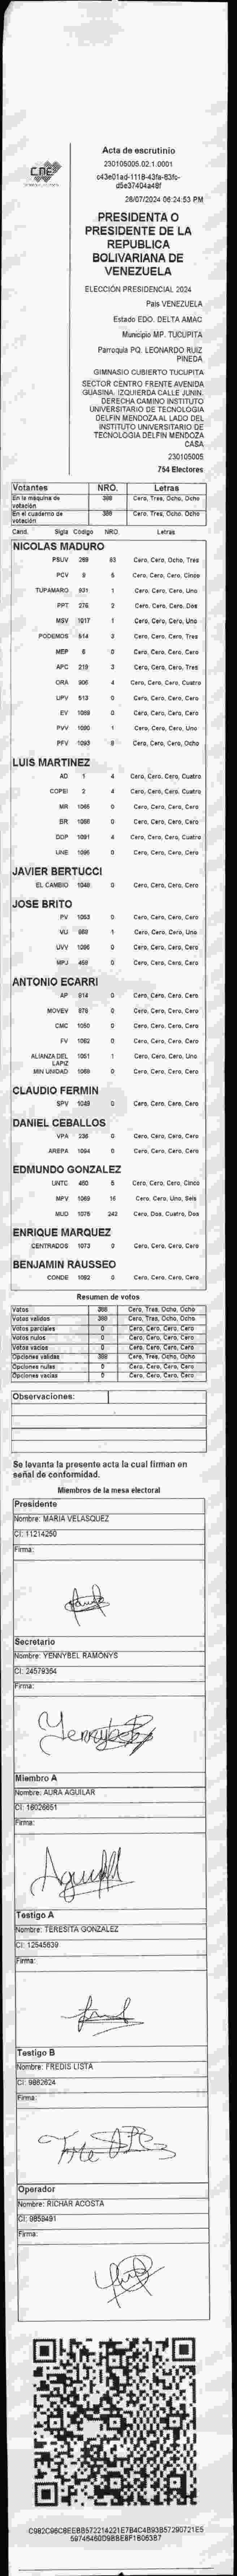 CNE
Acta de escrutinio
230105005.02.1.0001
c43e01ad-1118-43fa-83fc-
d5e37404a48f
28/07/2024 06:24:53 PM
PRESIDENTA O
PRESIDENTE DE LA
REPUBLICA
BOLIVARIANA DE
VENEZUELA
ELECCIÓN PRESIDENCIAL 2024
País VENEZUELA
Estado EDO. DELTA AMAC
Municipio MP. TUCUPITA
Parroquia PQ. LEONARDO RUIZ
PINEDA
GIMNASIO CUBIERTO TUCUPITA
SECTOR CENTRO FRENTE AVENIDA
GUASINA. IZQUIERDA CALLE JUNIN.
DERECHA CAMINO INSTITUTO
UNIVERSITARIO DE TECNOLOGIA
DELFIN MENDOZA AL LADO DEL
INSTITUTO UNIVERSITARIO DE
TECNOLOGIA DELFIN MENDOZA
CASA
230105005
754 Electores
Votantes NRO. Letras
En la máquina de votación 388 Cero, Tres, Ocho, Ocho
En el cuaderno de votación 388 Cero, Tres, Ocho, Ocho
Cand. Sigla Código NRO. Letras
NICOLAS MADURO
PSUV 269 83 Cero, Cero, Ocho, Tres
PCV 9 5 Cero, Cero, Cero, Cinco
TUPAMARO 931 1 Cero, Cero, Cero, Uno
PPT 276 2 Cero, Cero, Cero, Dos
MSV 1017 1 Cero, Cero, Cero, Uno
PODEMOS 514 3 Cero, Cero, Cero, Tres
MEP 6 0 Cero, Cero, Cero, Cero
APC 219 3 Cero, Cero, Cero, Tres
ORA 906 4 Cero, Cero, Cero, Cuatro
UPV 513 0 Cero, Cero, Cero, Cero
EV 1089 0 Cero, Cero, Cero, Cero
PVV 1090 1 Cero, Cero, Cero, Uno
PFV 1093 8 Cero, Cero, Cero, Ocho
LUIS MARTINEZ
AD 1 4 Cero, Cero, Cero, Cuatro
COPEI 2 4 Cero, Cero, Cero, Cuatro
MR 1065 0 Cero, Cero, Cero, Cero
BR 0 Cero, Cero, Cero, Cero
DDP 1091 4 Cero, Cero, Cero, Cuatro
UNE 1095 0 Cero, Cero, Cero, Cero
JAVIER BERTUCCI
EL CAMBIO 1048 0 Cero, Cero, Cero, Cero
JOSE BRITO
PV 1053 0 Cero, Cero, Cero, Cero
VU 988 1 Cero, Cero, Cero, Uno
UVV 1096 0 Cero, Cero, Cero, Cero
MPJ 459 0 Cero, Cero, Cero, Cero
ANTONIO ECARRI
AP 814 0 Cero, Cero, Cero, Cero
MOVEV 878 0 Cero, Cero, Cero, Cero
CMC 1050 0 Cero, Cero, Cero, Cero
FV 1062 0 Cero, Cero, Cero, Cero
ALIANZA DEL LAPIZ 1051 1 Cero, Cero, Cero, Uno
MIN UNIDAD 1069 0 Cero, Cero, Cero, Cero
CLAUDIO FERMIN
SPV 1049 0 Cero, Cero, Cero, Cero
DANIEL CEBALLOS
VPA 236 0 Cero, Cero, Cero, Cero
AREPA 1094 0 Cero, Cero, Cero, Cero
EDMUNDO GONZALEZ
UNTC 480 5 Cero, Cero, Cero, Cinco
MPV 1069 16 Cero, Cero, Uno, Seis
MUD 1078 242 Cero, Dos, Cuatro, Dos
ENRIQUE MARQUEZ
CENTRADOS 1073 0 Cero, Cero, Cero, Cero
BENJAMIN RAUSSEO
CONDE 1092 0 Cero, Cero, Cero, Cero
Resumen de votos
Votos 388 Cero, Tres, Ocho, Ocho
Votos válidos 388 Cero, Tres, Ocho, Ocho
Votos parciales 0 Cero, Cero, Cero, Cero
Votos nulos 0 Cero, Cero, Cero, Cero
Votos vacíos 0 Cero, Cero, Cero, Cero
Opciones válidas 388 Cero, Tres, Ocho, Ocho
Opciones nulas 0 Cero, Cero, Cero, Cero
Opciones vacías 0 Cero, Cero, Cero, Cero
Observaciones:
Se levanta la presente acta la cual firman en
señal de conformidad.
Miembros de la mesa electoral
Presidente
Nombre: MARIA VELASQUEZ
CI: 11214250
Firma:
Secretario
Nombre: YENNYBEL RAMONYS
CI: 24579364
Firma:
Miembro A
Nombre: AURA AGUILAR
CI: 16026651
Firma:
Testigo A
Nombre: TERESITA GONZALEZ
CI: 12545639
Firma:
Testigo B
Nombre: FREDIS LISTA
CI: 9862624
Firma:
Operador
Nombre: RICHAR ACOSTA
CI: 9859491
Firma: